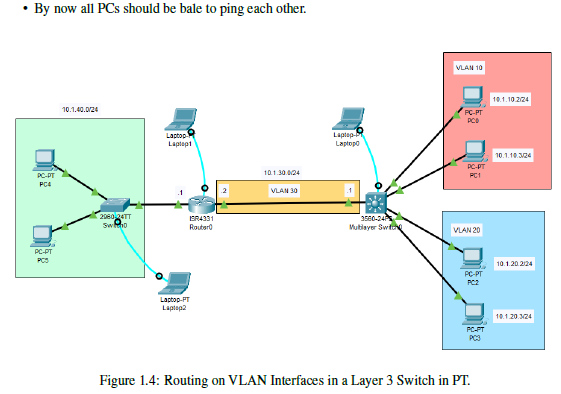 • By now all PCs should be bale to ping each other.
VLAN 10
10.1.10.2/24
PC-PT
PC0
10.1.10.3/24
PC-PT
PC1
10.1.40.0/24
Laptop-PT
Laptop1
Laptop0
10.1.30.0/24
PC-PT
PC4
.1
.2
VLAN 30
.1
2960-24TT
Switch0
ISR4331
Router0
3560-24PS
Multilayer Switch0
VLAN 20
PC-PT
PC5
10.1.20.2/24
PC-PT
PC2
Laptop-PT
Laptop2
10.1.20.3/24
PC-PT
PC3
Figure 1.4: Routing on VLAN Interfaces in a Layer 3 Switch in PT.